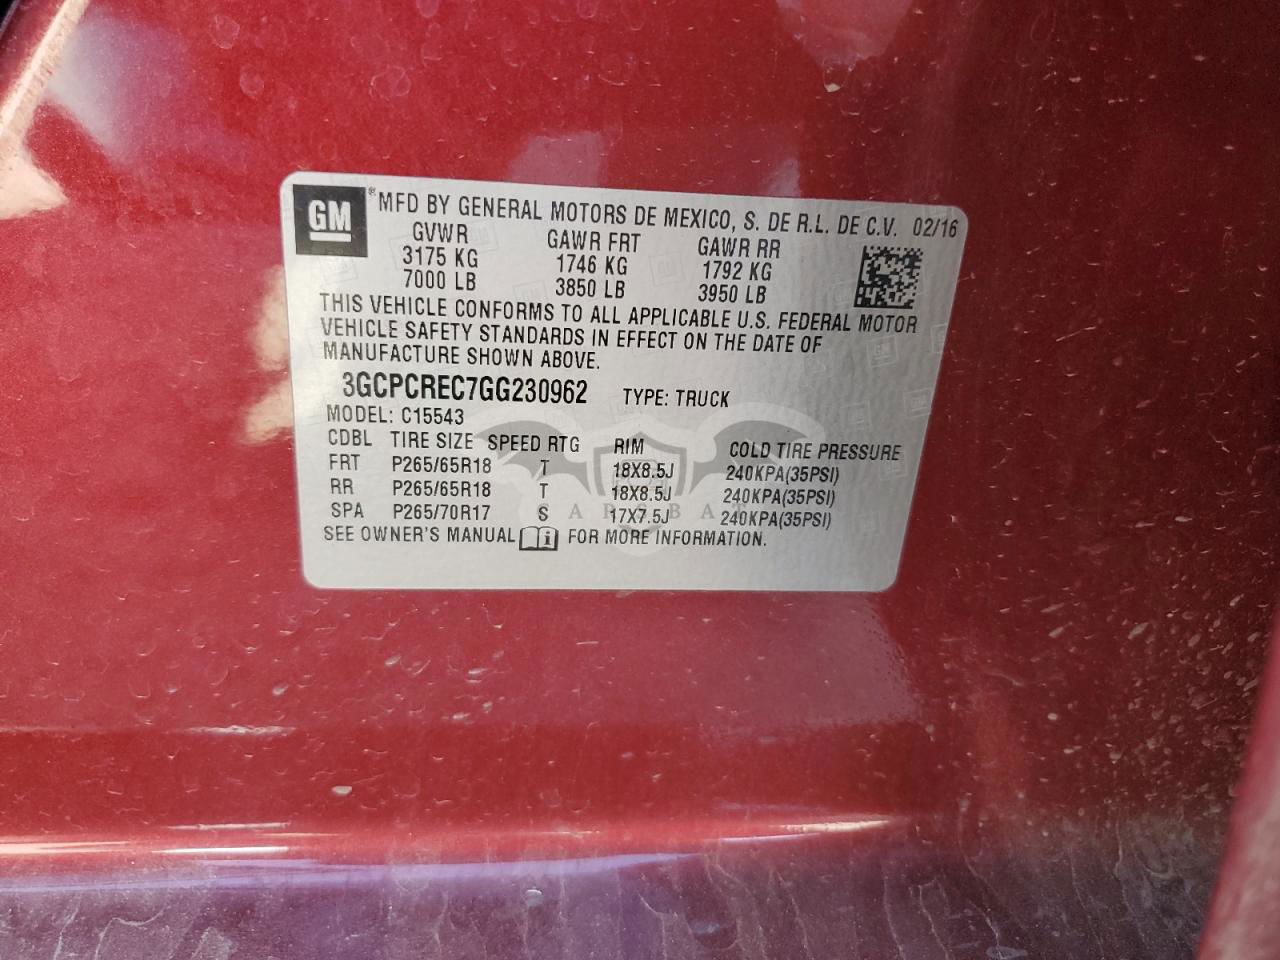 GM ® MFD BY GENERAL MOTORS DE MEXICO, S. DE R.L. DE C.V. 02/16
GVWR GAWR FRT GAWR RR
3175 KG 1746 KG 1792 KG
7000 LB 3850 LB 3950 LB
THIS VEHICLE CONFORMS TO ALL APPLICABLE U.S. FEDERAL MOTOR
VEHICLE SAFETY STANDARDS IN EFFECT ON THE DATE OF
MANUFACTURE SHOWN ABOVE.
3GCPCREC7GG230962 TYPE: TRUCK
MODEL: C15543
CDBL TIRE SIZE SPEED RTG RIM COLD TIRE PRESSURE
FRT P265/65R18 T 18X8.5J 240KPA(35PSI)
RR P265/65R18 T 18X8.5J 240KPA(35PSI)
SPA P265/70R17 S 17X7.5J 240KPA(35PSI)
SEE OWNER'S MANUAL FOR MORE INFORMATION.